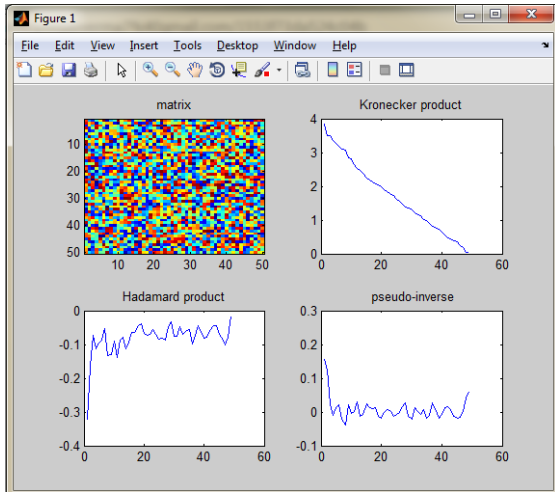 Figure 1
File Edit View Insert Tools Desktop Window Help
matrix
10
20
30
40
50
10 20 30 40 50
Kronecker product
4
3
2
1
0
0 20 40 60
Hadamard product
0
-0.1
-0.2
-0.3
-0.4
0 20 40 60
pseudo-inverse
0.3
0.2
0.1
0
-0.1
0 20 40 60